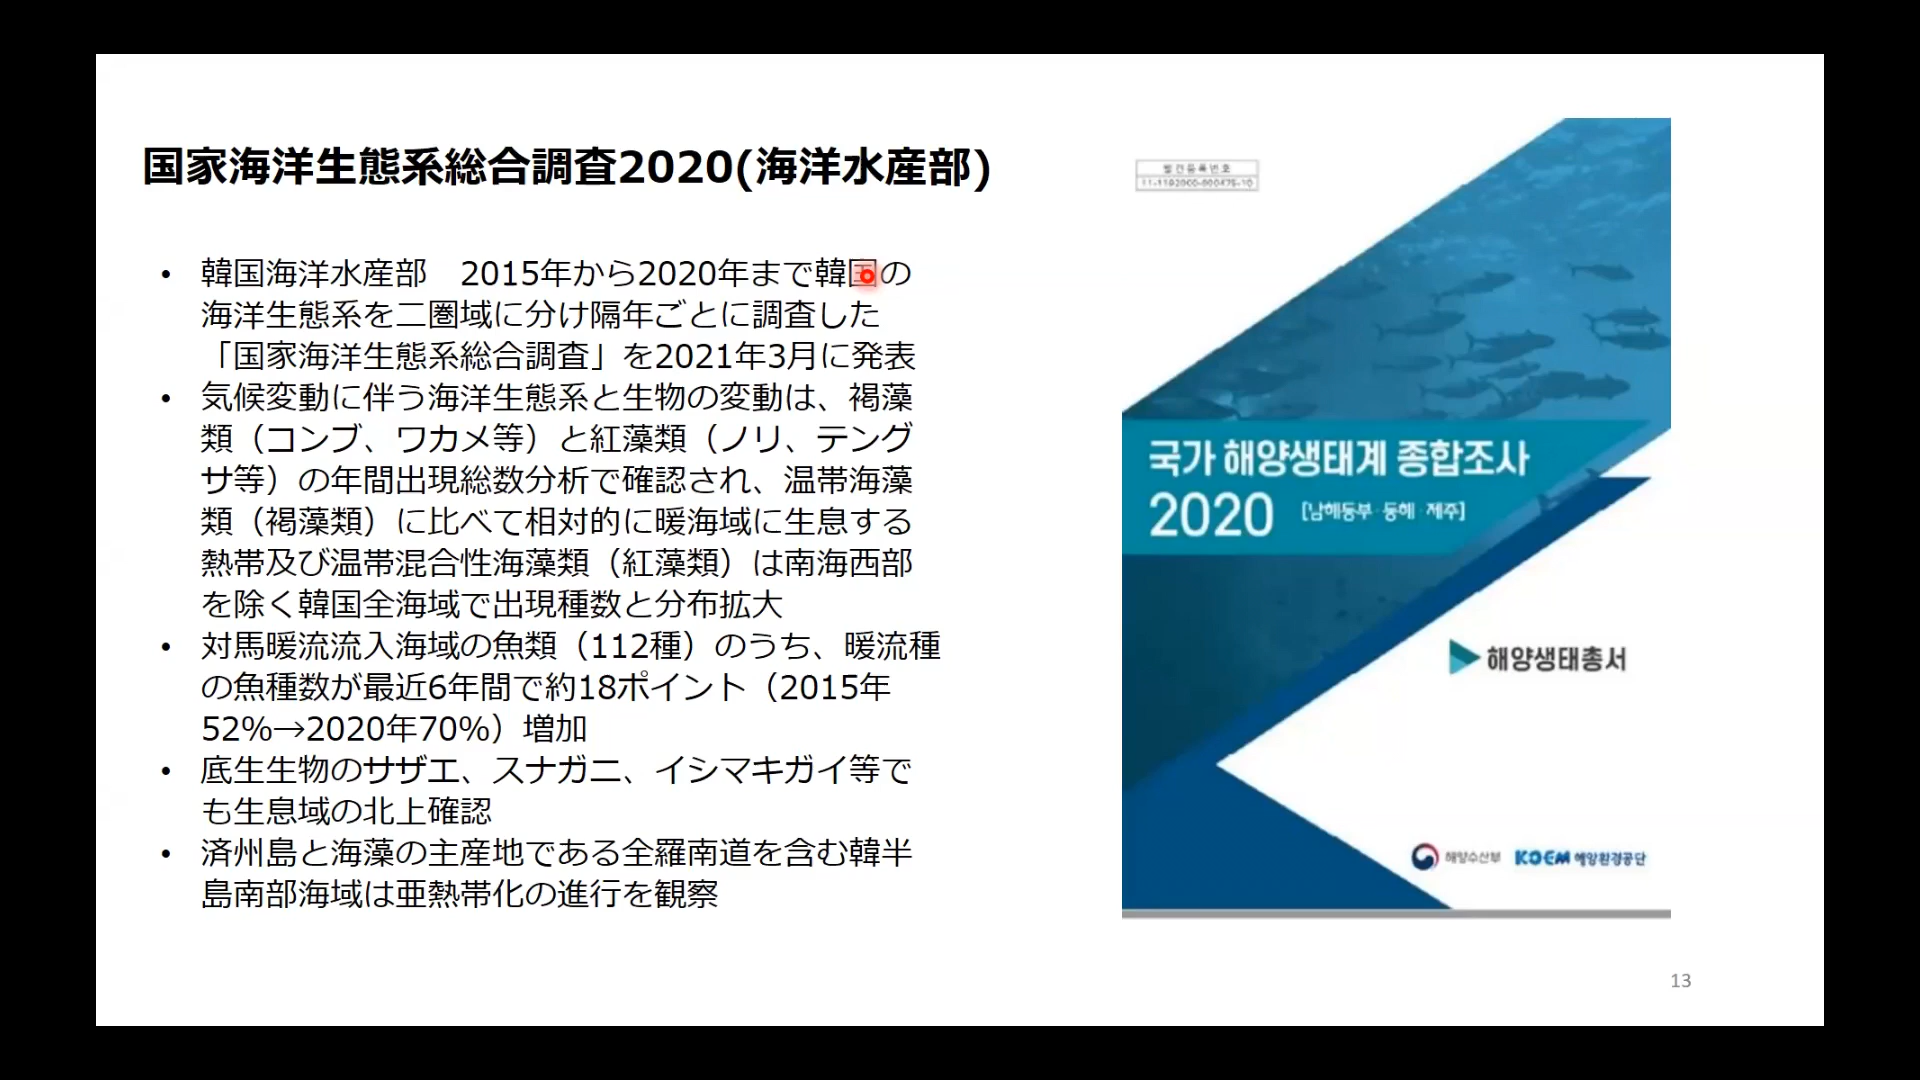 国家海洋生態系総合調査2020(海洋水産部)
• 韓国海洋水産部　2015年から2020年まで韓国の
海洋生態系を二圏域に分け隔年ごとに調査した
「国家海洋生態系総合調査」を2021年3月に発表
• 気候変動に伴う海洋生態系と生物の変動は、褐藻
類（コンブ、ワカメ等）と紅藻類（ノリ、テング
サ等）の年間出現総数分析で確認され、温帯海藻
類（褐藻類）に比べて相対的に暖海域に生息する
熱帯及び温帯混合性海藻類（紅藻類）は南海西部
を除く韓国全海域で出現種数と分布拡大
• 対馬暖流流入海域の魚類（112種）のうち、暖流種
の魚種数が最近6年間で約18ポイント（2015年
52%→2020年70%）増加
• 底生生物のサザエ、スナガニ、イシマキガイ等で
も生息域の北上確認
• 済州島と海藻の主産地である全羅南道を含む韓半
島南部海域は亜熱帯化の進行を観察
발간등록번호
국가 해양생태계 종합조사
2020 [남해동부·동해·제주]
해양생태총서
해양수산부 KOEM 해양환경공단
13